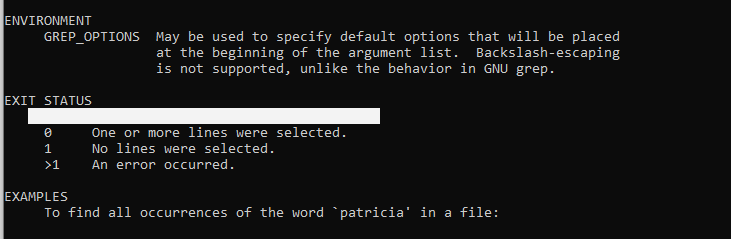 ENVIRONMENT
GREP_OPTIONS May be used to specify default options that will be placed
at the beginning of the argument list. Backslash-escaping
is not supported, unlike the behavior in GNU grep.
EXIT STATUS
0 One or more lines were selected.
1 No lines were selected.
>1 An error occurred.
EXAMPLES
To find all occurrences of the word `patricia' in a file: